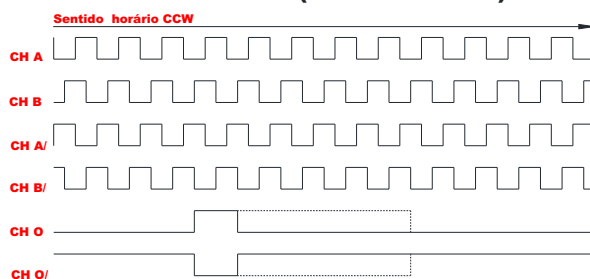 Sentido horário CCW
CH A
CH B
CH A/
CH B/
CH O
CH O/